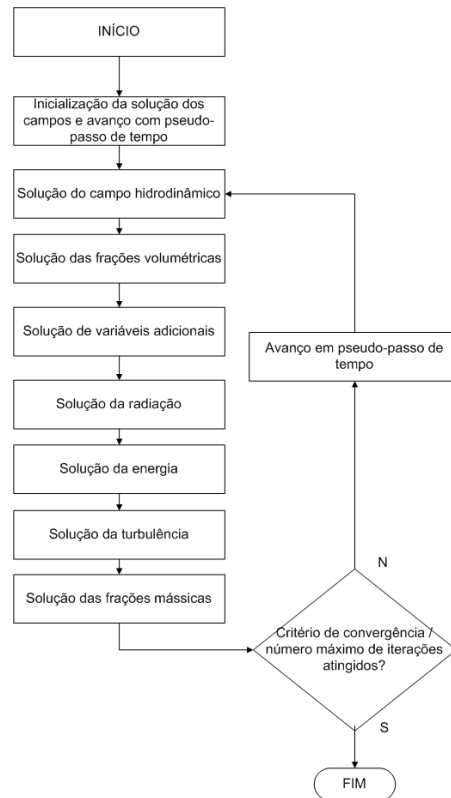 INÍCIO
Inicialização da solução dos
campos e avanço com pseudo-
passo de tempo
Solução do campo hidrodinâmico
Solução das frações volumétricas
Solução de variáveis adicionais
Solução da radiação
Solução da energia
Solução da turbulência
Solução das frações mássicas
Avanço em pseudo-passo de
tempo
N
Critério de convergência /
número máximo de iterações
atingidos?
S
FIM